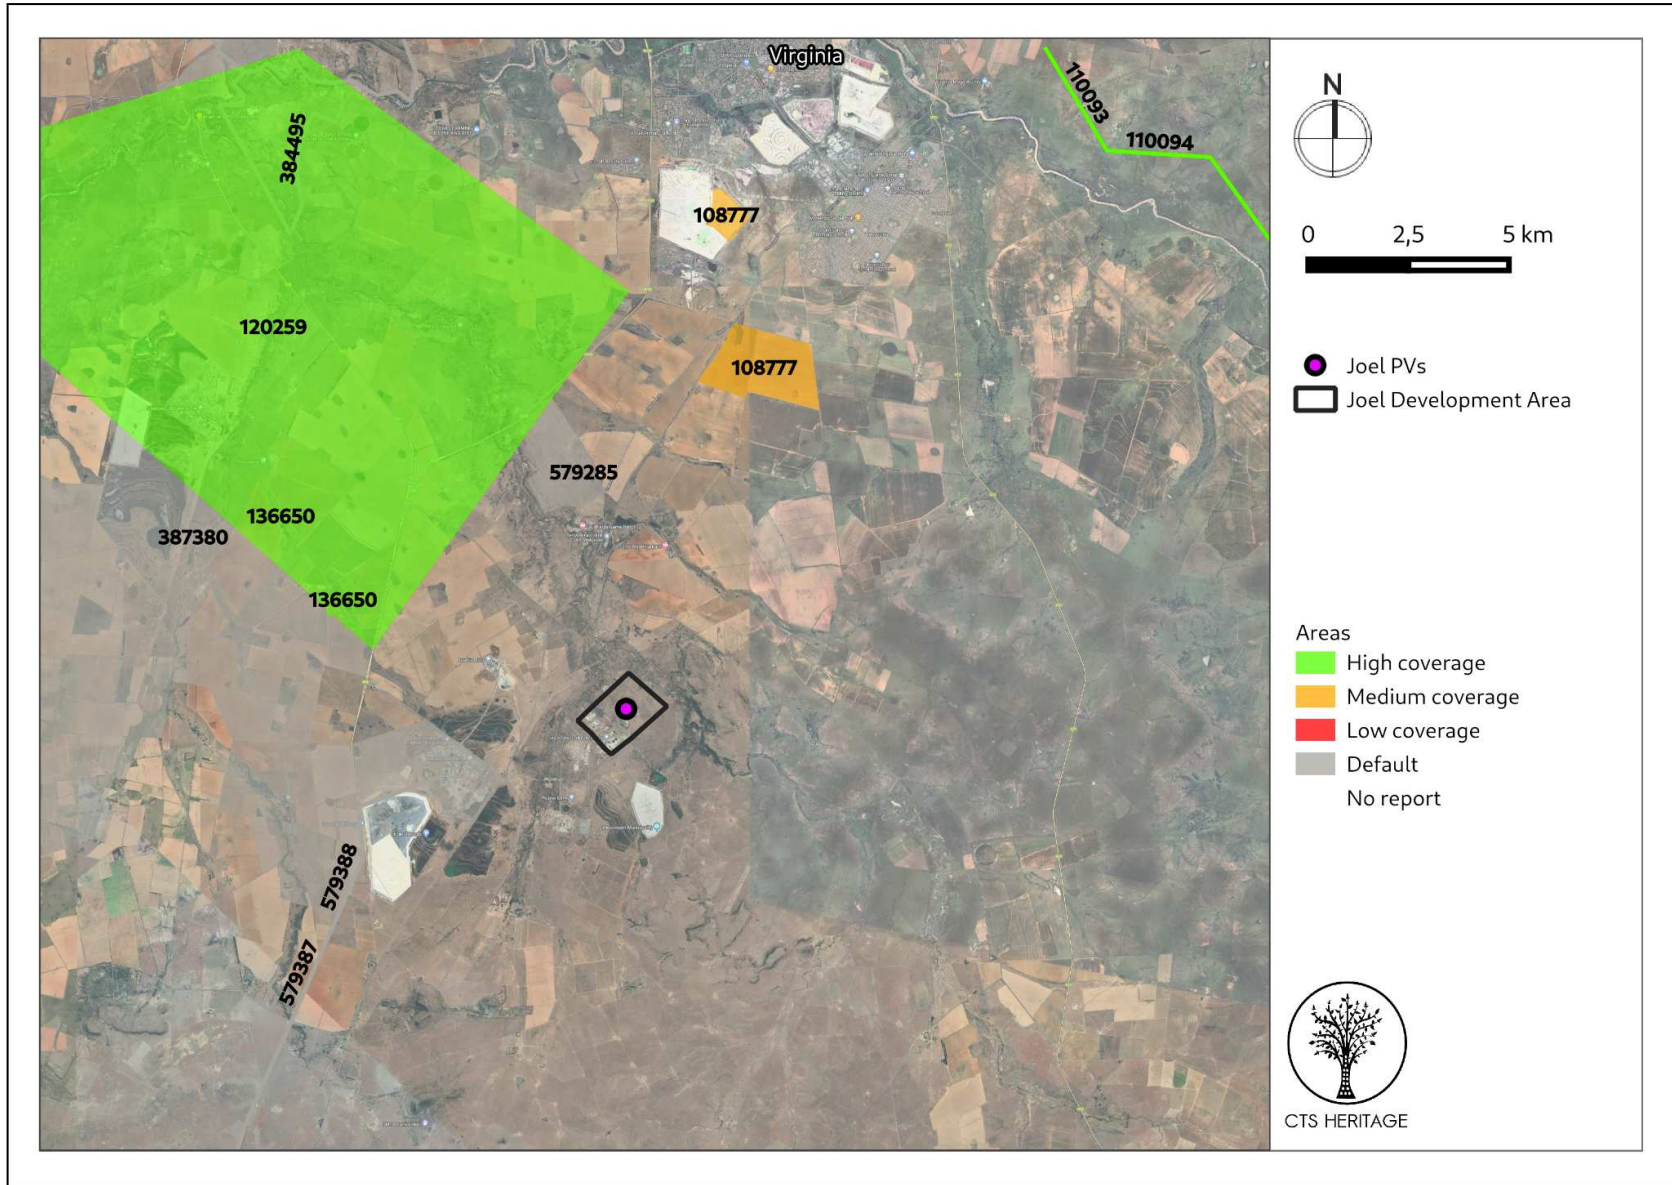 Virginia
110093
110094
384495
108777
120259
108777
579285
136650
387380
136650
579388
579387
N
0 2,5 5 km
Joel PVs
Joel Development Area
Areas
High coverage
Medium coverage
Low coverage
Default
No report
CTS HERITAGE